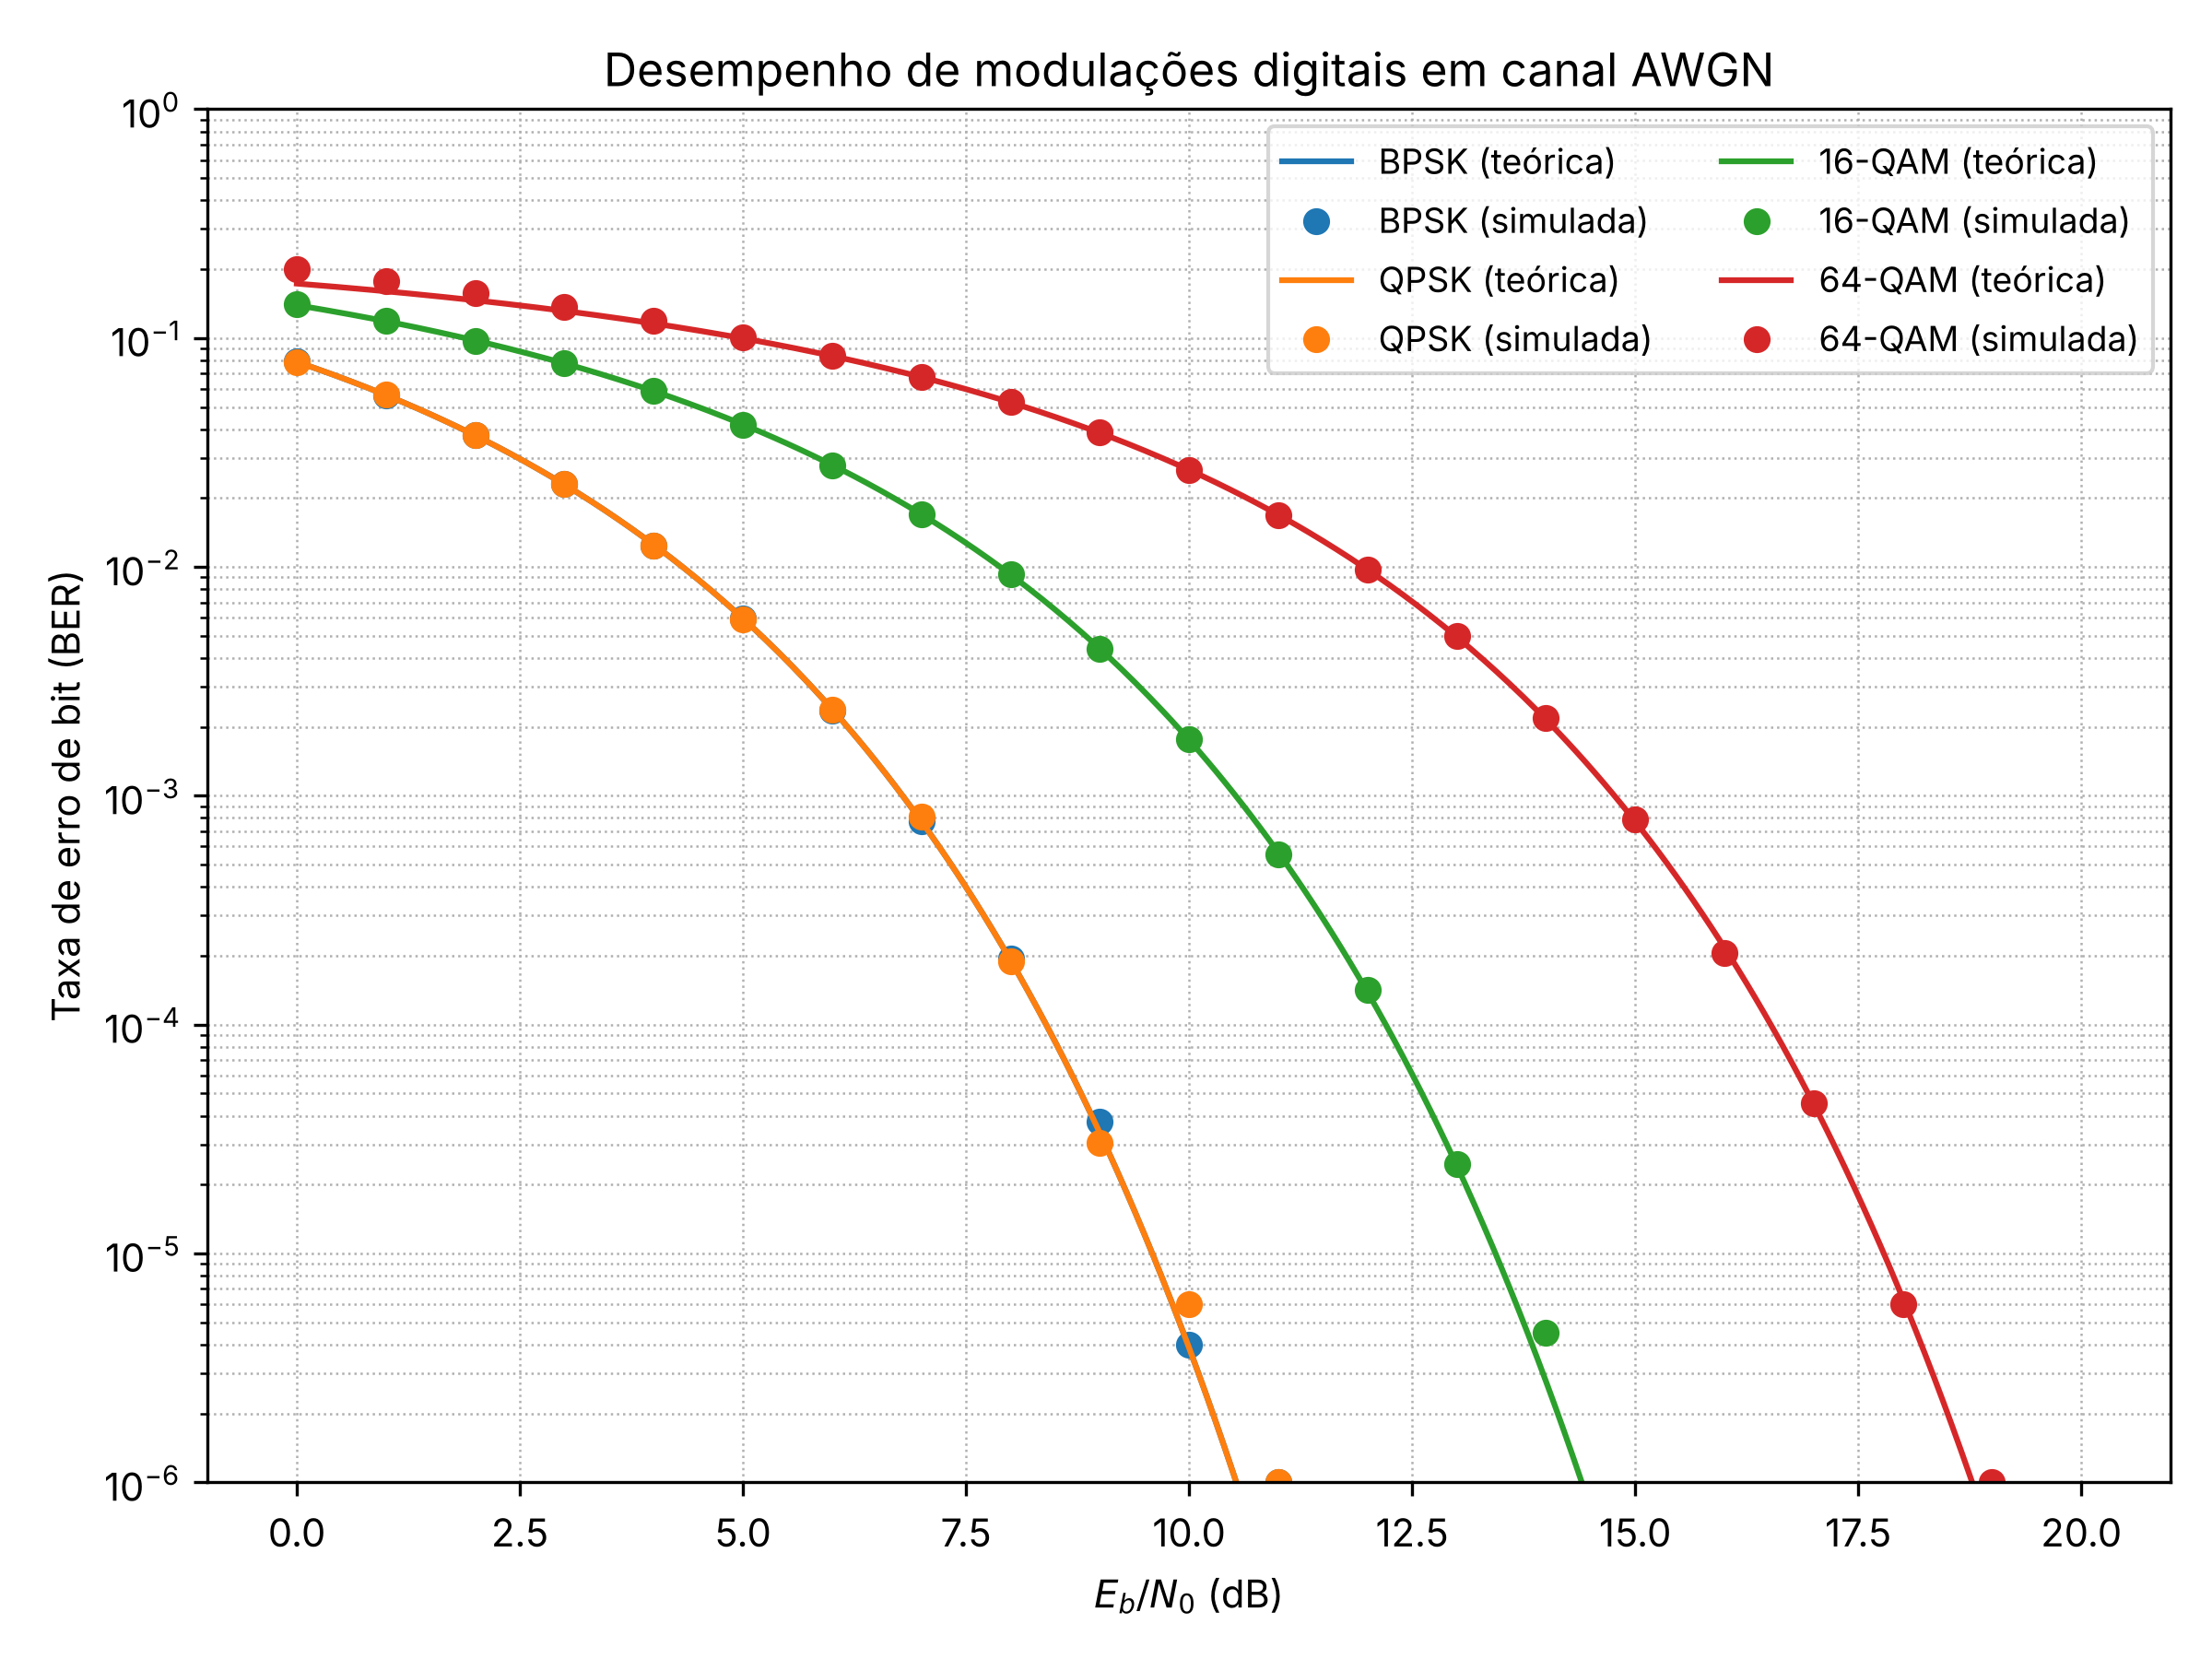 Desempenho de modulações digitais em canal AWGN
BPSK (teórica)
BPSK (simulada)
QPSK (teórica)
QPSK (simulada)
16-QAM (teórica)
16-QAM (simulada)
64-QAM (teórica)
64-QAM (simulada)
Taxa de erro de bit (BER)
10⁰
10⁻¹
10⁻²
10⁻³
10⁻⁴
10⁻⁵
10⁻⁶
0.0 2.5 5.0 7.5 10.0 12.5 15.0 17.5 20.0
E_b/N_0 (dB)